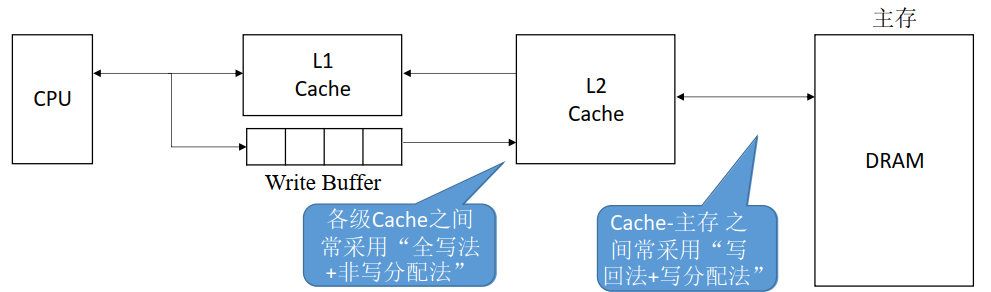 主存
CPU
L1
Cache
L2
Cache
DRAM
Write Buffer
各级Cache之间
常采用“全写法
+非写分配法”
Cache-主存 之
间常采用“写
回法+写分配法”